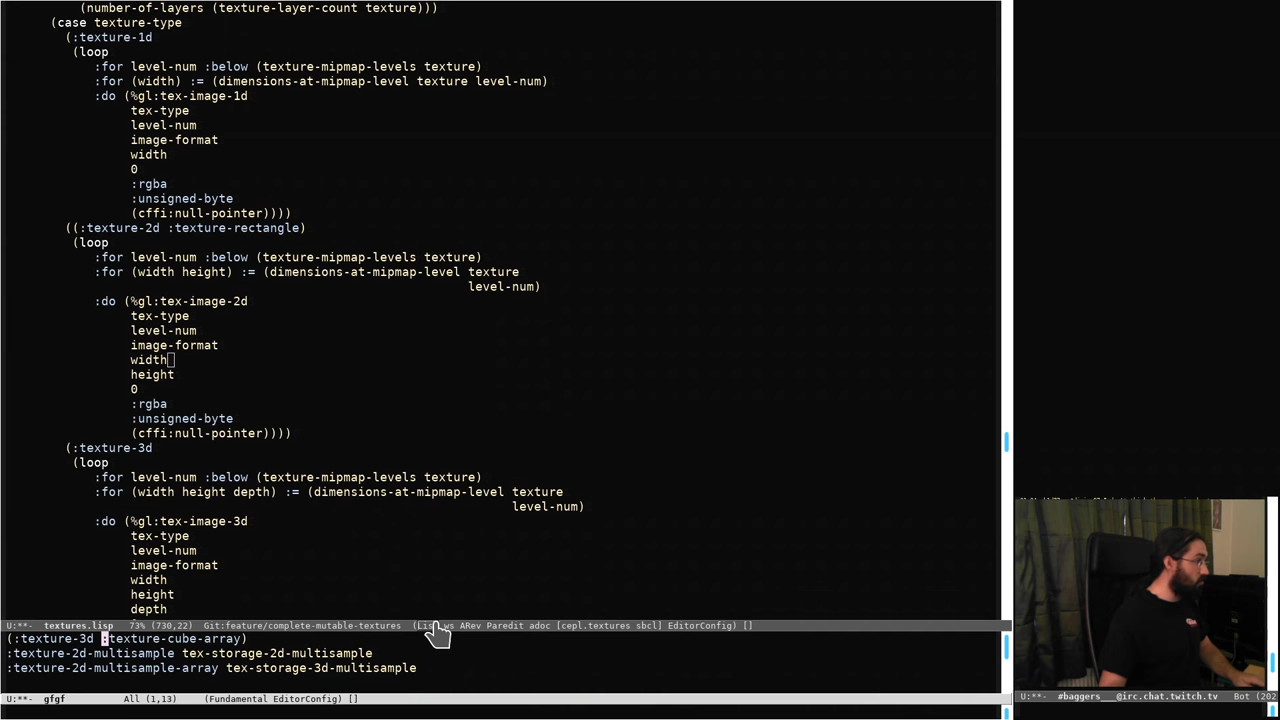 (number-of-layers (texture-layer-count texture)))
(case texture-type
(:texture-1d
(loop
:for level-num :below (texture-mipmap-levels texture)
:for (width) := (dimensions-at-mipmap-level texture level-num)
:do (%gl:tex-image-1d
tex-type
level-num
image-format
width
0
:rgba
:unsigned-byte
(cffi:null-pointer))))
((:texture-2d :texture-rectangle)
(loop
:for level-num :below (texture-mipmap-levels texture)
:for (width height) := (dimensions-at-mipmap-level texture
level-num)
:do (%gl:tex-image-2d
tex-type
level-num
image-format
width
height
0
:rgba
:unsigned-byte
(cffi:null-pointer))))
(:texture-3d
(loop
:for level-num :below (texture-mipmap-levels texture)
:for (width height depth) := (dimensions-at-mipmap-level texture
level-num)
:do (%gl:tex-image-3d
tex-type
level-num
image-format
width
height
depth
U:**- textures.lisp 73% (730,22) Git:feature/complete-mutable-textures ARev Paredit adoc [cepl.textures sbcl] EditorConfig) []
(:texture-3d :texture-cube-array)
:texture-2d-multisample tex-storage-2d-multisample
:texture-2d-multisample-array tex-storage-3d-multisample
U:**- gfgf All (1,13) (Fundamental EditorConfig) []
U:**- #baggers___@irc.chat.twitch.tv Bot (202